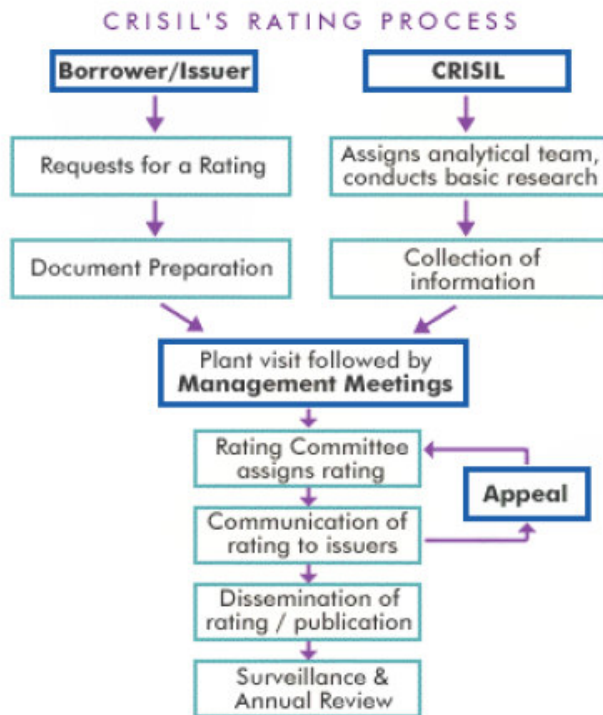 CRISIL'S RATING PROCESS
Borrower/Issuer
CRISIL
Requests for a Rating
Assigns analytical team,
conducts basic research
Document Preparation
Collection of
information
Plant visit followed by
Management Meetings
Rating Committee
assigns rating
Appeal
Communication of
rating to issuers
Dissemination of
rating / publication
Surveillance &
Annual Review